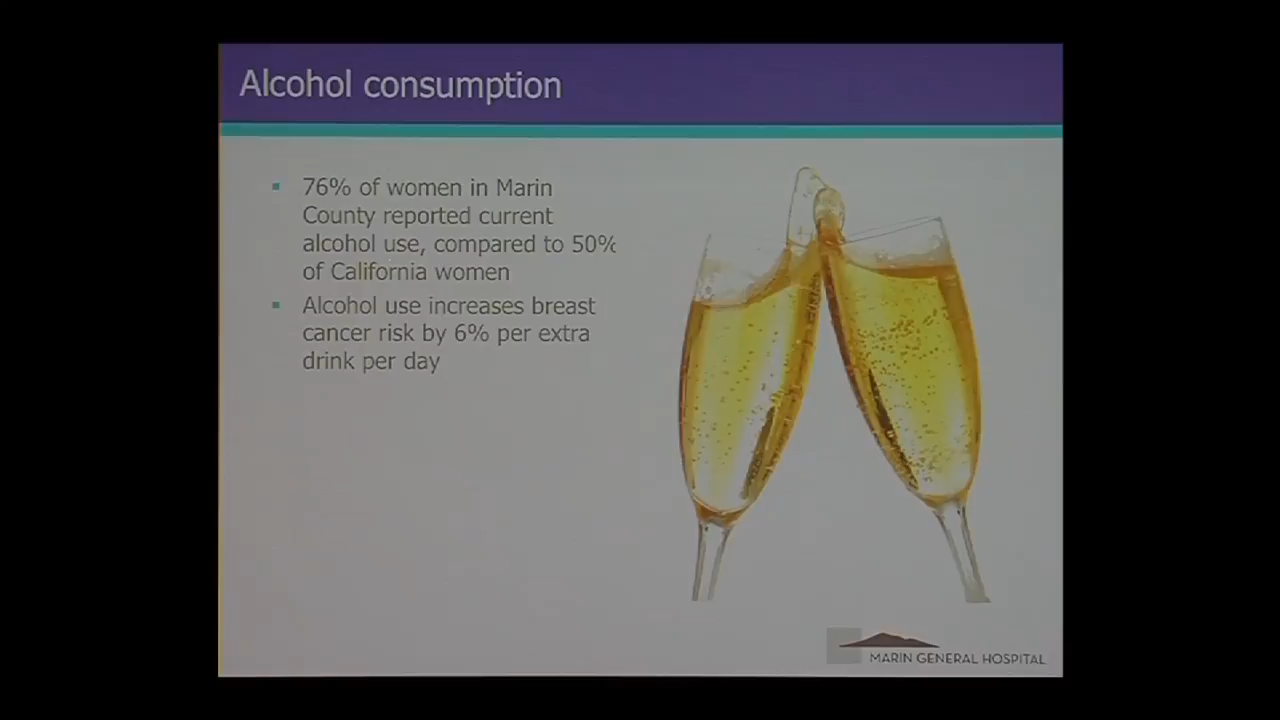 Alcohol consumption
76% of women in Marin
County reported current
alcohol use, compared to 50%
of California women
Alcohol use increases breast
cancer risk by 6% per extra
drink per day
MARIN GENERAL HOSPITAL